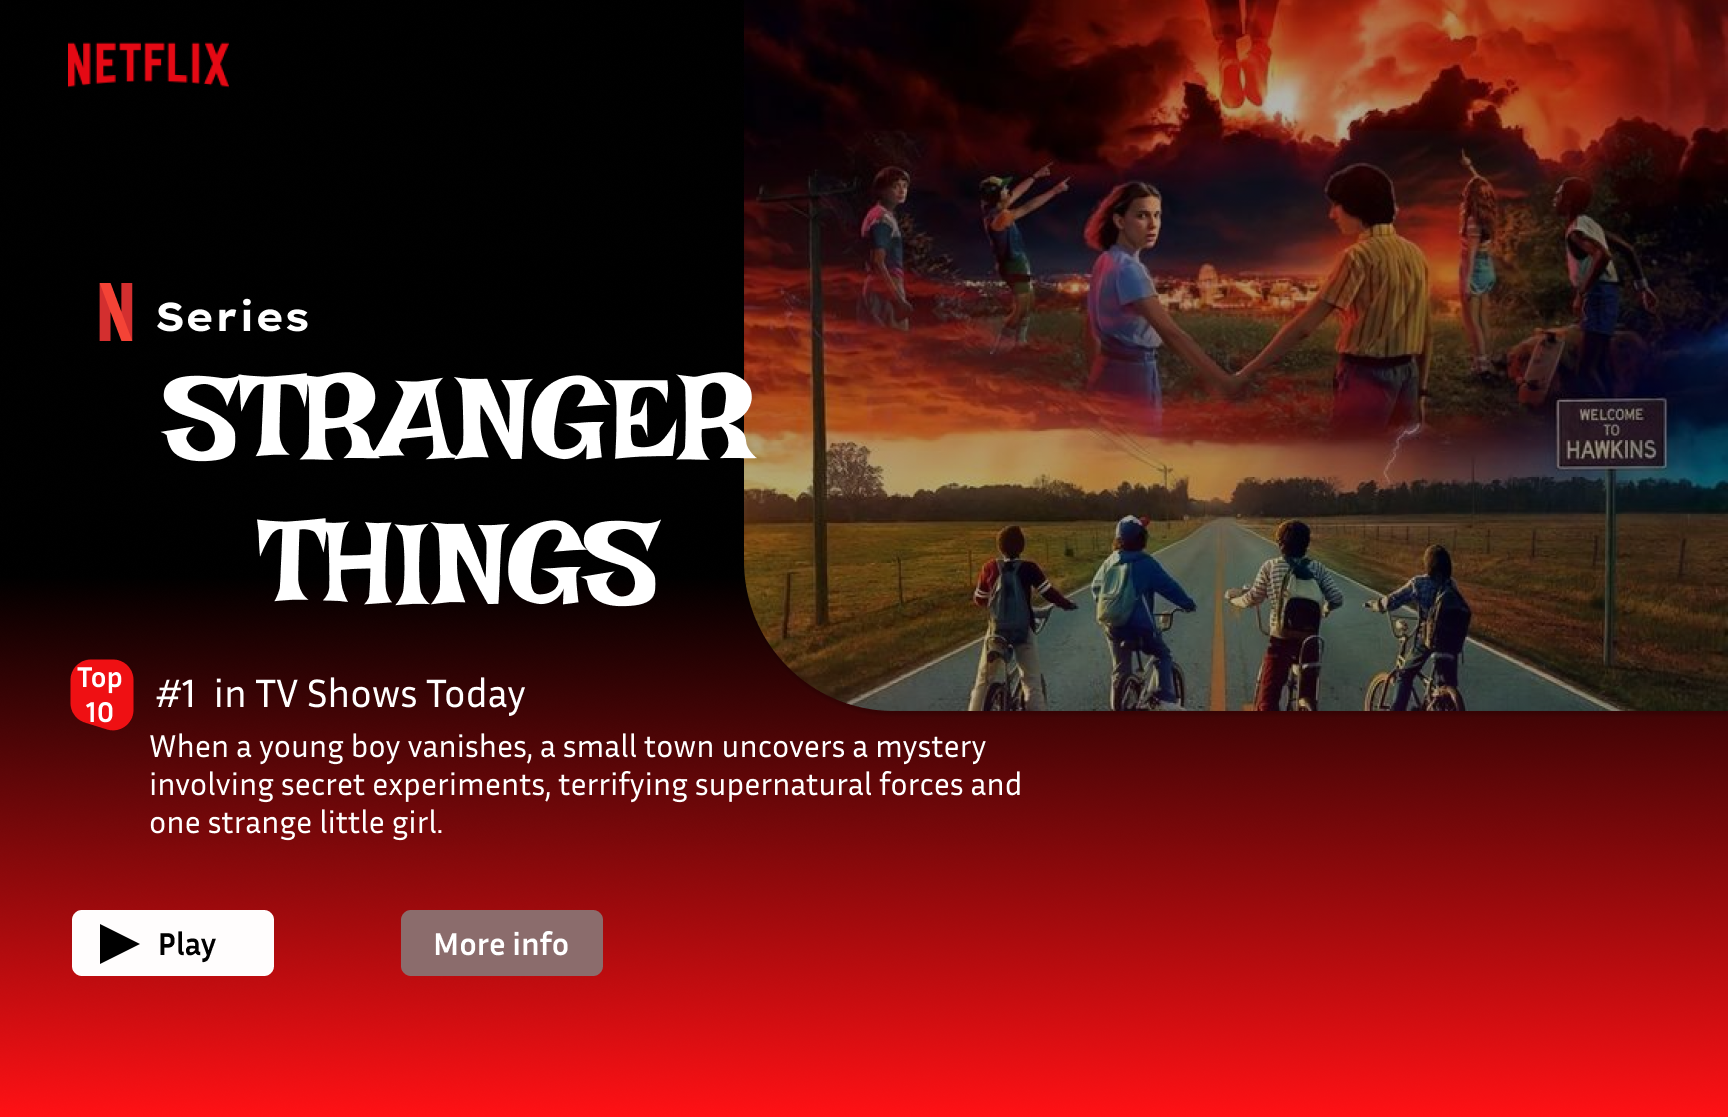 NETFLIX
N Series
STRANGER
THINGS
WELCOME
TO
HAWKINS
Top
10
#1 in TV Shows Today
When a young boy vanishes, a small town uncovers a mystery
involving secret experiments, terrifying supernatural forces and
one strange little girl.
Play
More info